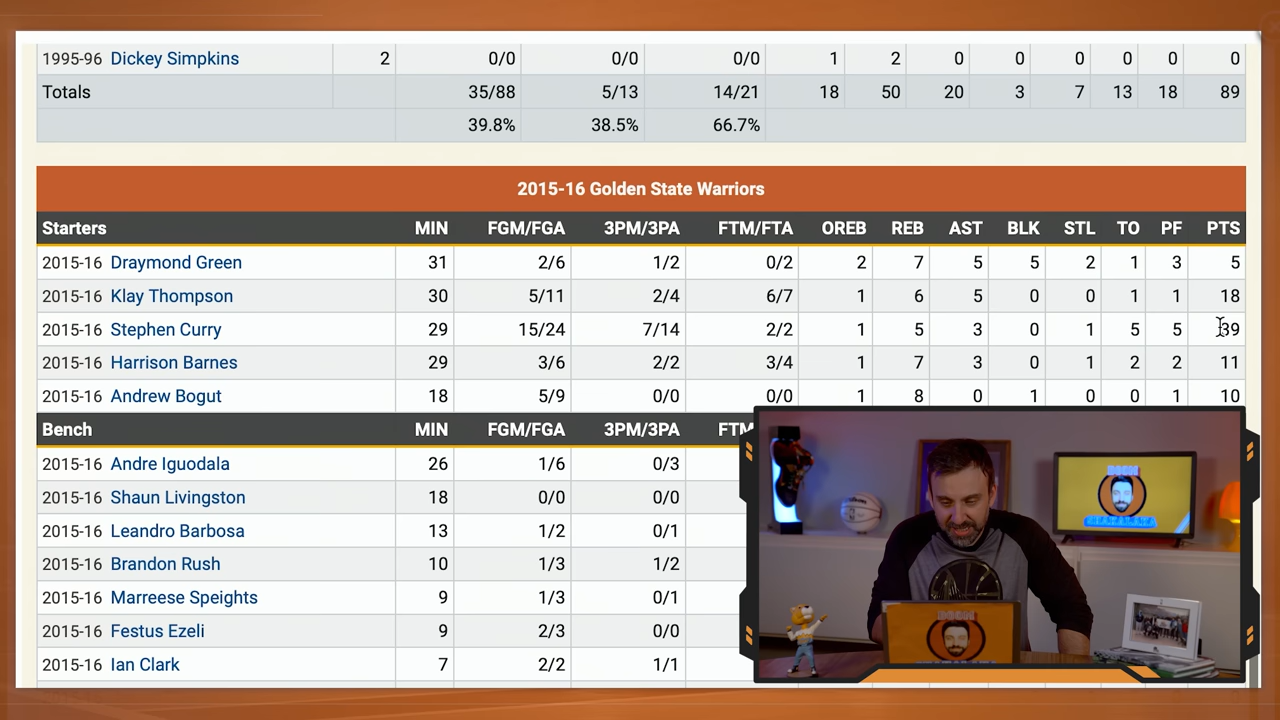 1995-96 Dickey Simpkins 2 0/0 0/0 0/0 1 2 0 0 0 0 0 0
Totals 35/88 5/13 14/21 18 50 20 3 7 13 18 89
39.8% 38.5% 66.7%
2015-16 Golden State Warriors
Starters MIN FGM/FGA 3PM/3PA FTM/FTA OREB REB AST BLK STL TO PF PTS
2015-16 Draymond Green 31 2/6 1/2 0/2 2 7 5 5 2 1 3 5
2015-16 Klay Thompson 30 5/11 2/4 6/7 1 6 5 0 0 1 1 18
2015-16 Stephen Curry 29 15/24 7/14 2/2 1 5 3 0 1 5 5 39
2015-16 Harrison Barnes 29 3/6 2/2 3/4 1 7 3 0 1 2 2 11
2015-16 Andrew Bogut 18 5/9 0/0 0/0 1 8 0 1 0 0 1 10
Bench MIN FGM/FGA 3PM/3PA FTM
2015-16 Andre Iguodala 26 1/6 0/3
2015-16 Shaun Livingston 18 0/0 0/0
2015-16 Leandro Barbosa 13 1/2 0/1
2015-16 Brandon Rush 10 1/3 1/2
2015-16 Marreese Speights 9 1/3 0/1
2015-16 Festus Ezeli 9 2/3 0/0
2015-16 Ian Clark 7 2/2 1/1
BOOM
SHAKALAKA
BOOM